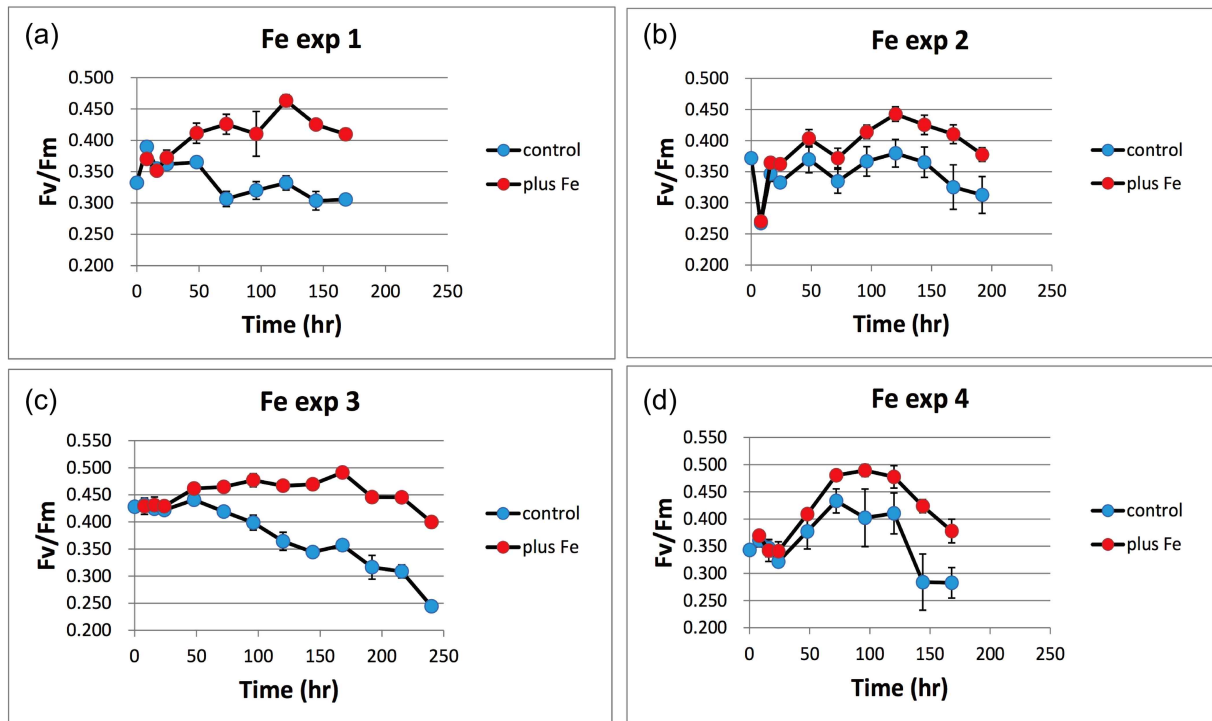 (a)
Fe exp 1
0.500
0.450
0.400
0.350
0.300
0.250
0.200
Fv/Fm
0 50 100 150 200 250
Time (hr)
control
plus Fe
(b)
Fe exp 2
0.500
0.450
0.400
0.350
0.300
0.250
0.200
Fv/Fm
0 50 100 150 200 250
Time (hr)
control
plus Fe
(c)
Fe exp 3
0.550
0.500
0.450
0.400
0.350
0.300
0.250
0.200
Fv/Fm
0 50 100 150 200 250
Time (hr)
control
plus Fe
(d)
Fe exp 4
0.550
0.500
0.450
0.400
0.350
0.300
0.250
0.200
Fv/Fm
0 50 100 150 200 250
Time (hr)
control
plus Fe